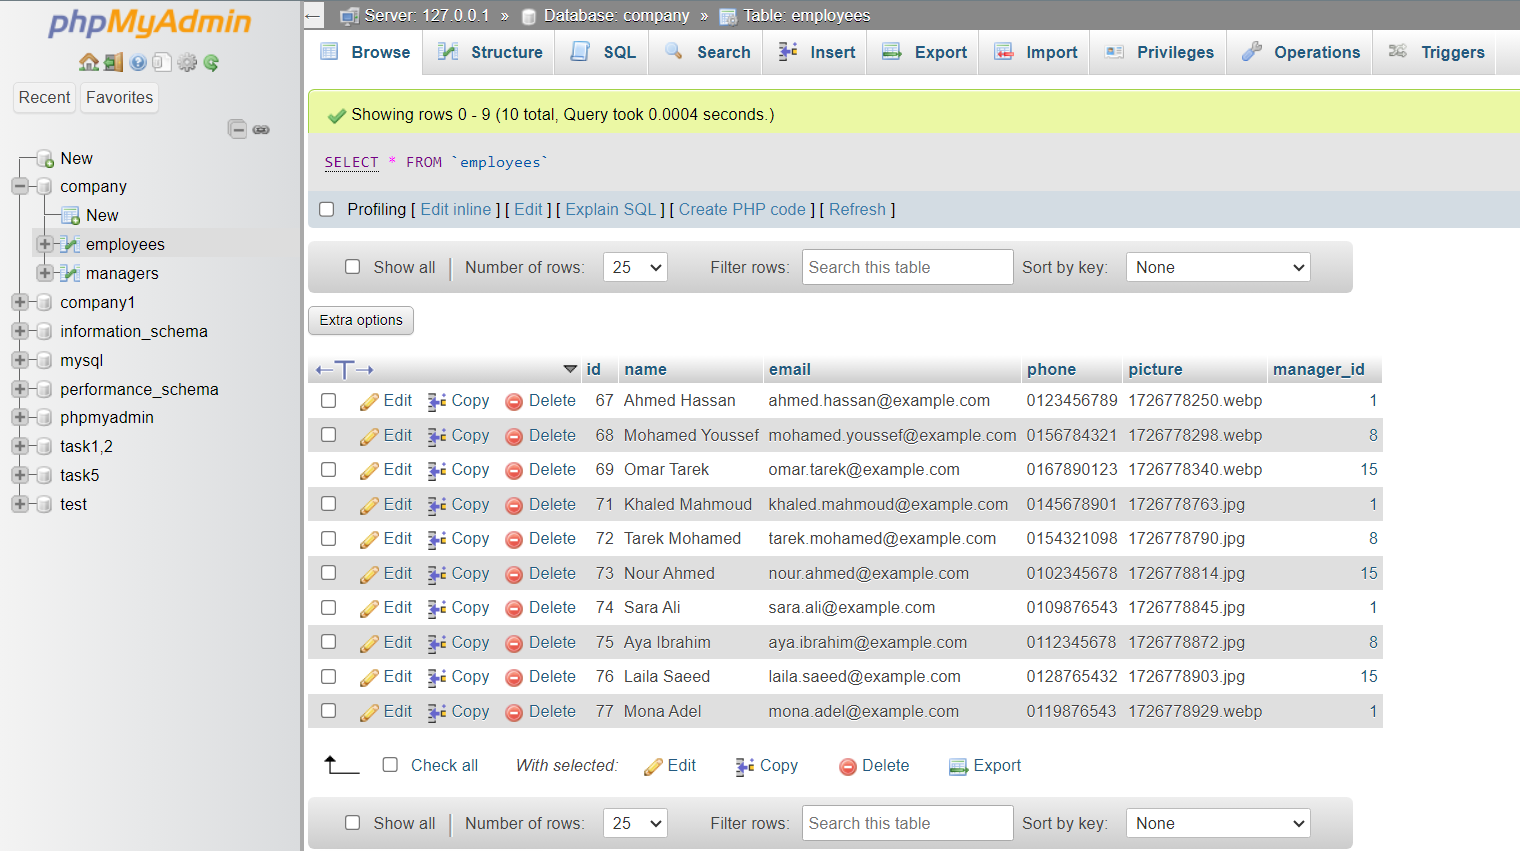 phpMyAdmin
Recent Favorites
New
company
New
employees
managers
company1
information_schema
mysql
performance_schema
phpmyadmin
task1,2
task5
test
Server: 127.0.0.1 » Database: company » Table: employees
Browse Structure SQL Search Insert Export Import Privileges Operations Triggers
Showing rows 0 - 9 (10 total, Query took 0.0004 seconds.)
SELECT * FROM `employees`
Profiling [ Edit inline ] [ Edit ] [ Explain SQL ] [ Create PHP code ] [ Refresh ]
Show all Number of rows: 25 Filter rows: Search this table Sort by key: None
Extra options
id name email phone picture manager_id
Edit Copy Delete 67 Ahmed Hassan ahmed.hassan@example.com 0123456789 1726778250.webp 1
Edit Copy Delete 68 Mohamed Youssef mohamed.youssef@example.com 0156784321 1726778298.webp 8
Edit Copy Delete 69 Omar Tarek omar.tarek@example.com 0167890123 1726778340.webp 15
Edit Copy Delete 71 Khaled Mahmoud khaled.mahmoud@example.com 0145678901 1726778763.jpg 1
Edit Copy Delete 72 Tarek Mohamed tarek.mohamed@example.com 0154321098 1726778790.jpg 8
Edit Copy Delete 73 Nour Ahmed nour.ahmed@example.com 0102345678 1726778814.jpg 15
Edit Copy Delete 74 Sara Ali sara.ali@example.com 0109876543 1726778845.jpg 1
Edit Copy Delete 75 Aya Ibrahim aya.ibrahim@example.com 0112345678 1726778872.jpg 8
Edit Copy Delete 76 Laila Saeed laila.saeed@example.com 0128765432 1726778903.jpg 15
Edit Copy Delete 77 Mona Adel mona.adel@example.com 0119876543 1726778929.webp 1
Check all With selected: Edit Copy Delete Export
Show all Number of rows: 25 Filter rows: Search this table Sort by key: None